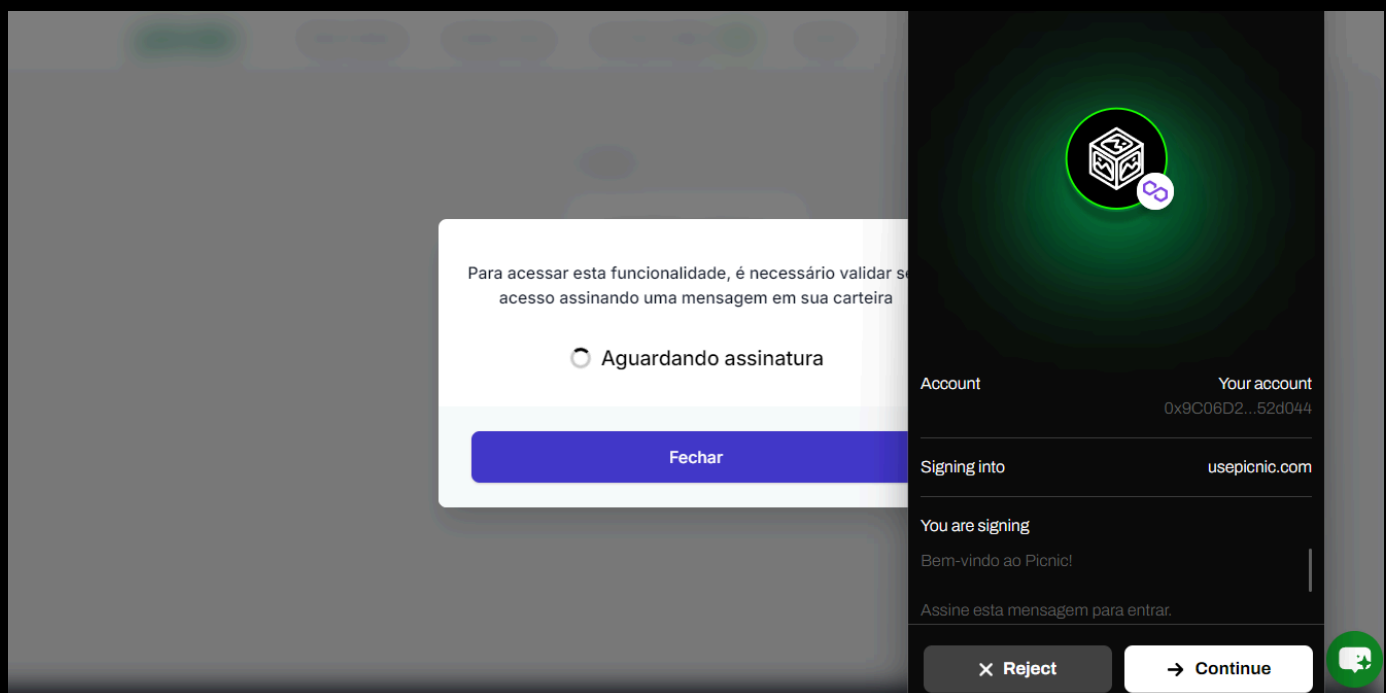 Para acessar esta funcionalidade, é necessário validar
acesso assinando uma mensagem em sua carteira
Aguardando assinatura
Fechar
Account
Your account
0x9C06D2...52d044
Signing into
usepicnic.com
You are signing
Bem-vindo ao Picnic!
Assine esta mensagem para entrar.
Reject
Continue